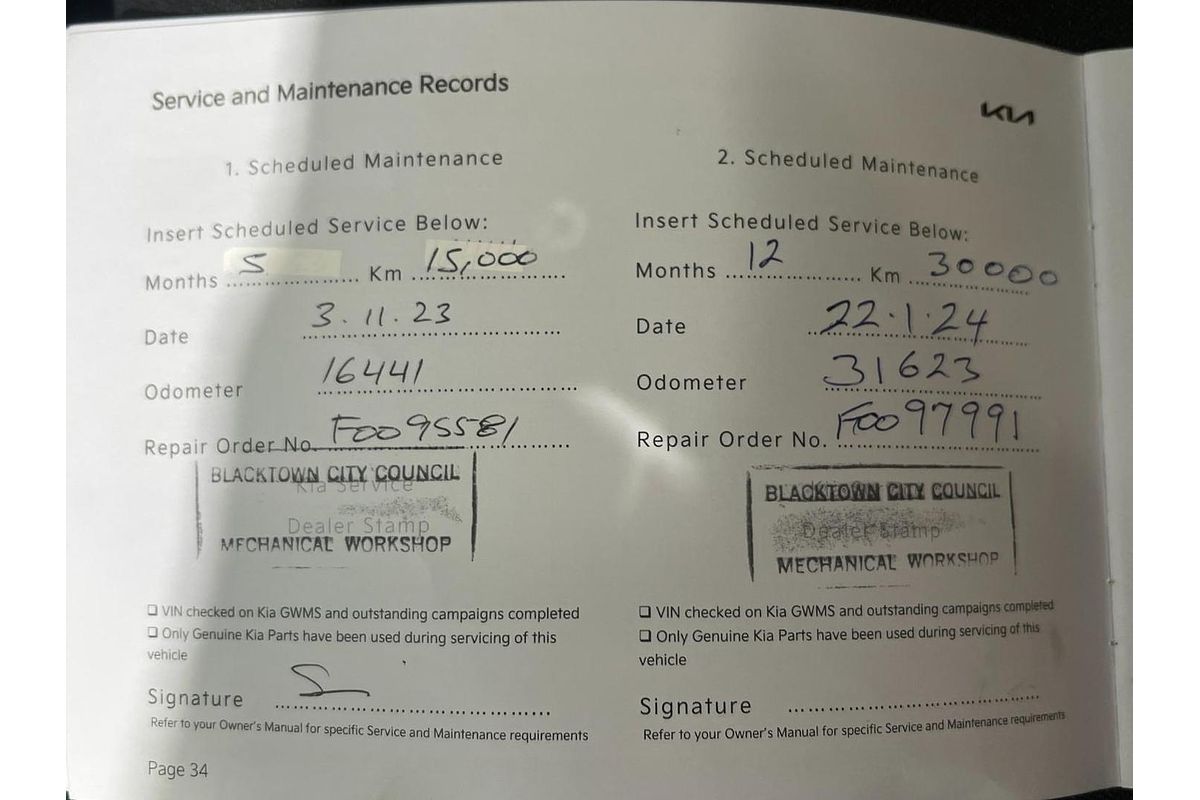 Service and Maintenance Records
KIA
1. Scheduled Maintenance
Insert Scheduled Service Below:
Months 5 Km 15,000
Date 3.11.23
Odometer 16441
Repair Order No. F0095581
BLACKTOWN CITY COUNCIL
Kia Service
Dealer Stamp
MECHANICAL WORKSHOP
❑ VIN checked on Kia GWMS and outstanding campaigns completed
❑ Only Genuine Kia Parts have been used during servicing of this
vehicle
Signature
Refer to your Owner's Manual for specific Service and Maintenance requirements
Page 34
2. Scheduled Maintenance
Insert Scheduled Service Below:
Months 12 Km 30000
Date 22.1.24
Odometer 31623
Repair Order No. F0097991
BLACKTOWN CITY COUNCIL
Dealer Stamp
MECHANICAL WORKSHOP
❑ VIN checked on Kia GWMS and outstanding campaigns completed
❑ Only Genuine Kia Parts have been used during servicing of this
vehicle
Signature
Refer to your Owner's Manual for specific Service and Maintenance requirements